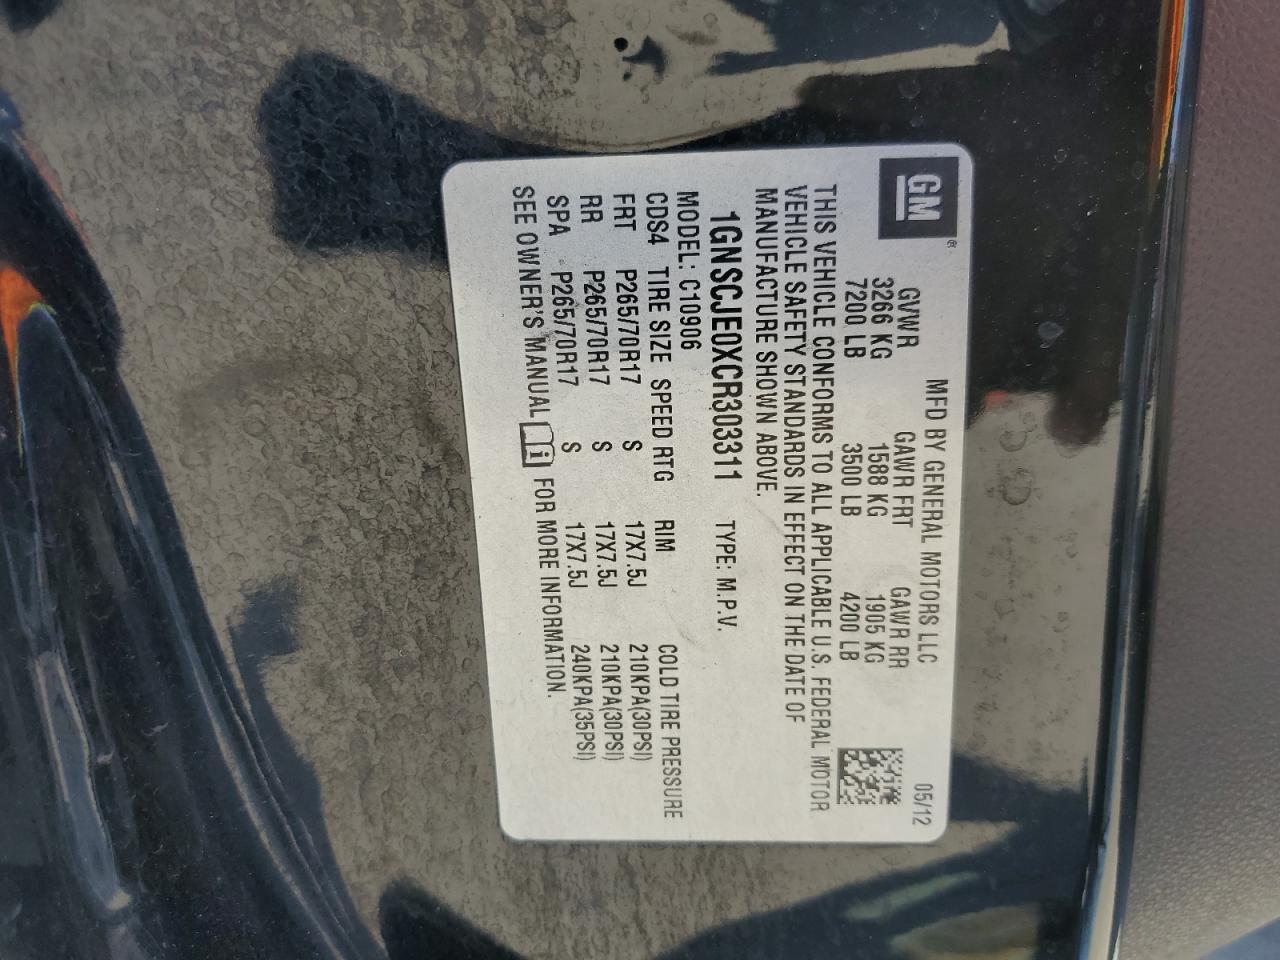 GM®
MFD BY GENERAL MOTORS LLC 05/12
GVWR GAWR FRT GAWR RR
3266 KG 1588 KG 1905 KG
7200 LB 3500 LB 4200 LB
THIS VEHICLE CONFORMS TO ALL APPLICABLE U.S. FEDERAL MOTOR
VEHICLE SAFETY STANDARDS IN EFFECT ON THE DATE OF
MANUFACTURE SHOWN ABOVE.
1GNSCJE0XCR303311 TYPE: M.P.V.
MODEL: C10906
CDS4 TIRE SIZE SPEED RTG RIM COLD TIRE PRESSURE
FRT P265/70R17 S 17X7.5J 210KPA(30PSI)
RR P265/70R17 S 17X7.5J 210KPA(30PSI)
SPA P265/70R17 S 17X7.5J 240KPA(35PSI)
SEE OWNER'S MANUAL i FOR MORE INFORMATION.